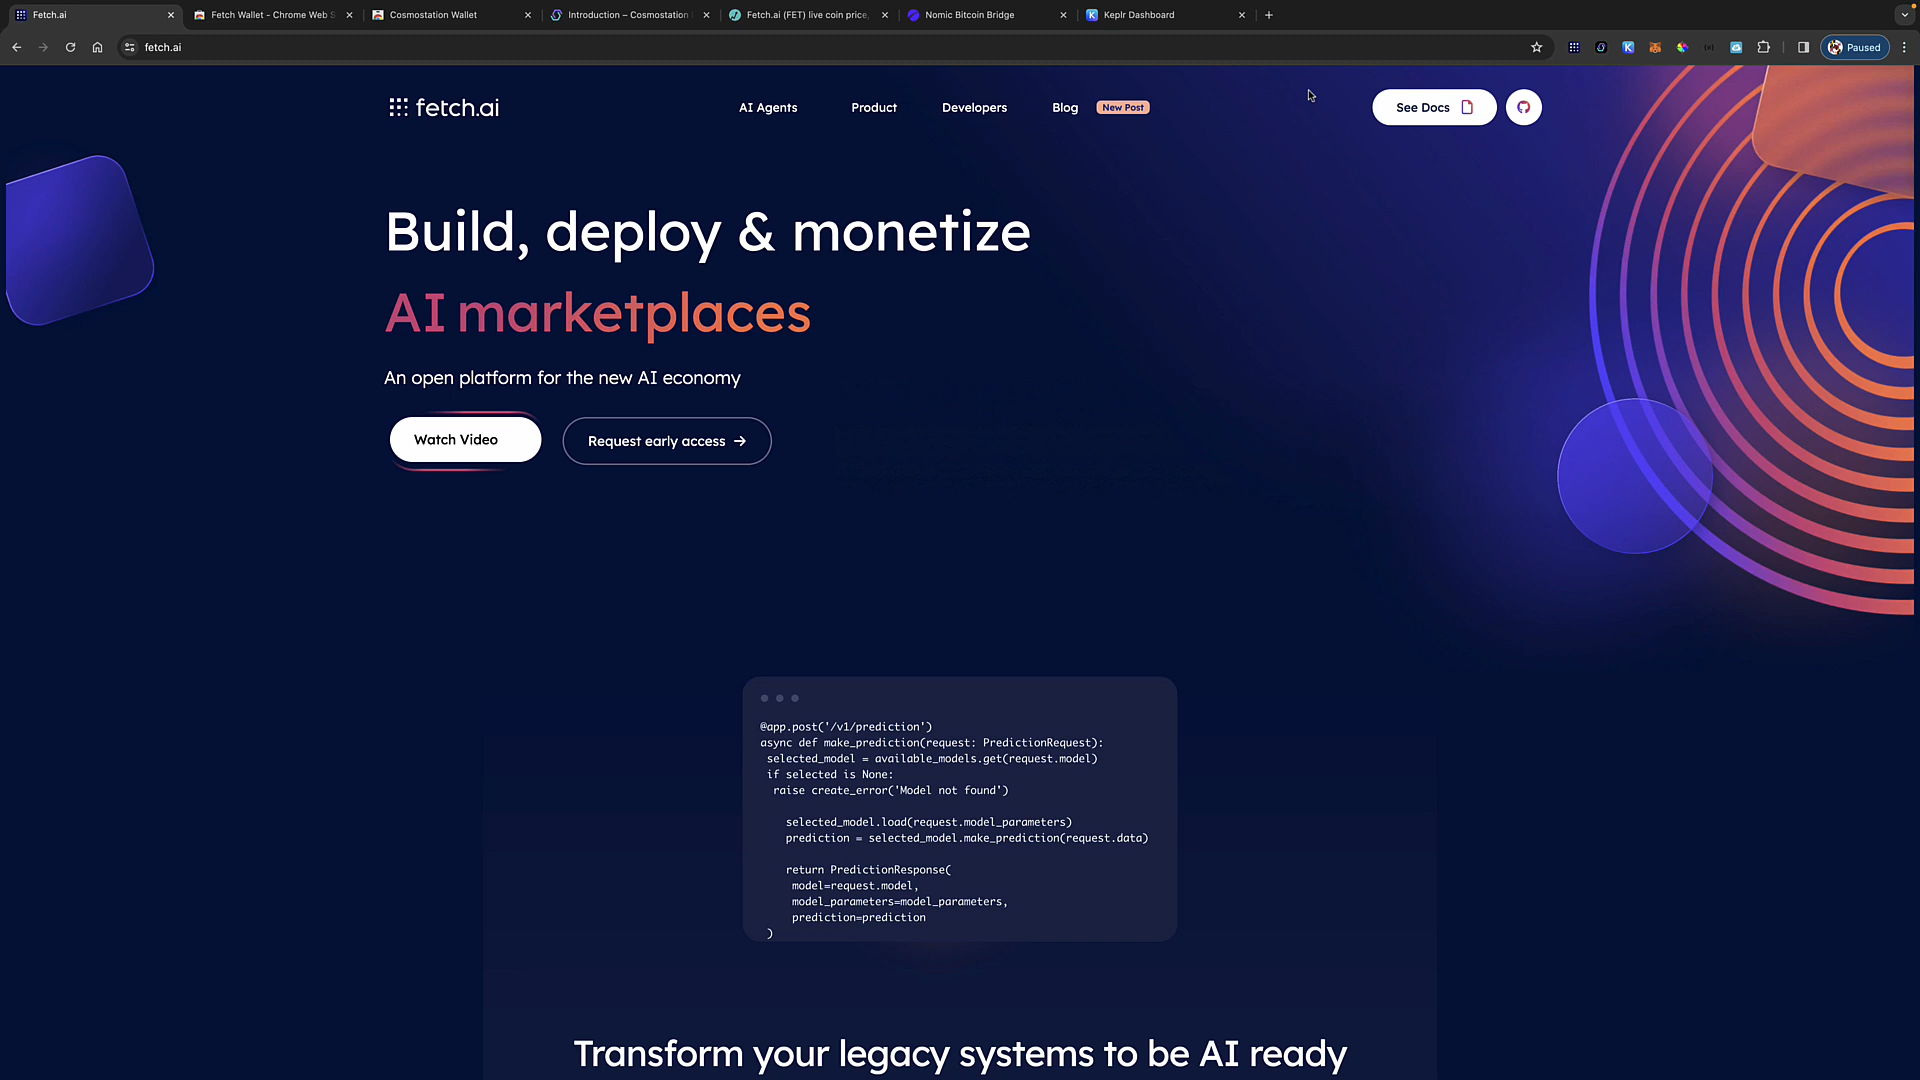 Fetch.ai
Fetch Wallet - Chrome Web S
Cosmostation Wallet
Introduction – Cosmostation
Fetch.ai (FET) live coin price,
Nomic Bitcoin Bridge
Keplr Dashboard
fetch.ai
Paused
fetch.ai
AI Agents
Product
Developers
Blog
New Post
See Docs
Build, deploy & monetize
AI marketplaces
An open platform for the new AI economy
Watch Video
Request early access →
@app.post('/v1/prediction')
async def make_prediction(request: PredictionRequest):
selected_model = available_models.get(request.model)
if selected is None:
raise create_error('Model not found')
selected_model.load(request.model_parameters)
prediction = selected_model.make_prediction(request.data)
return PredictionResponse(
model=request.model,
model_parameters=model_parameters,
prediction=prediction
)
Transform your legacy systems to be AI ready